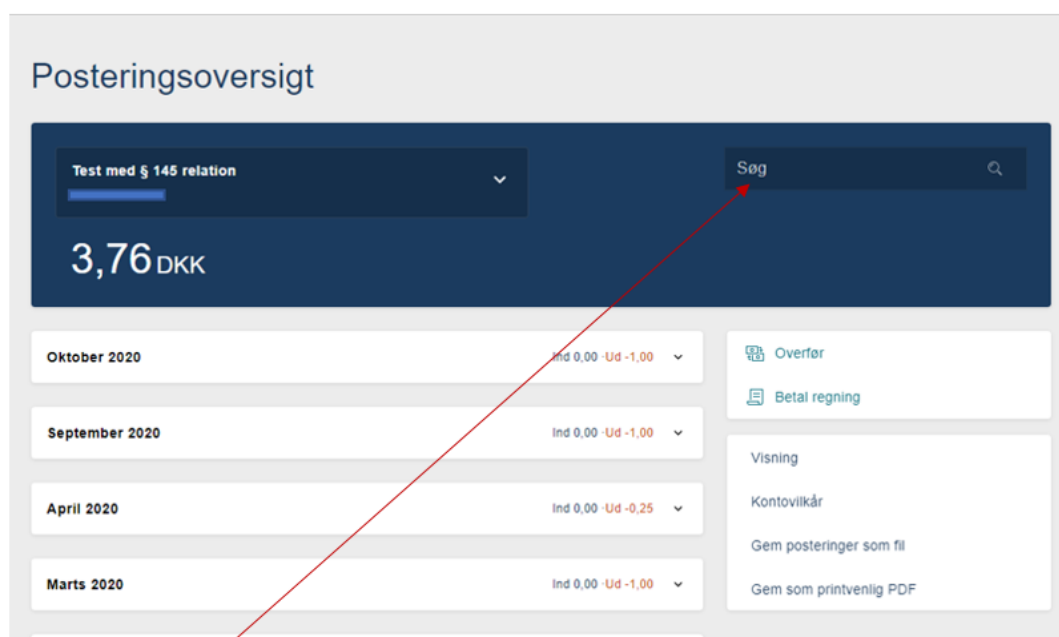 Posteringsoversigt
Test med § 145 relation
Søg
3,76 DKK
Oktober 2020
Ind 0,00 ·Ud -1,00
September 2020
Ind 0,00 ·Ud -1,00
April 2020
Ind 0,00 ·Ud -0,25
Marts 2020
Ind 0,00 ·Ud -1,00
Overfør
Betal regning
Visning
Kontovilkår
Gem posteringer som fil
Gem som printvenlig PDF